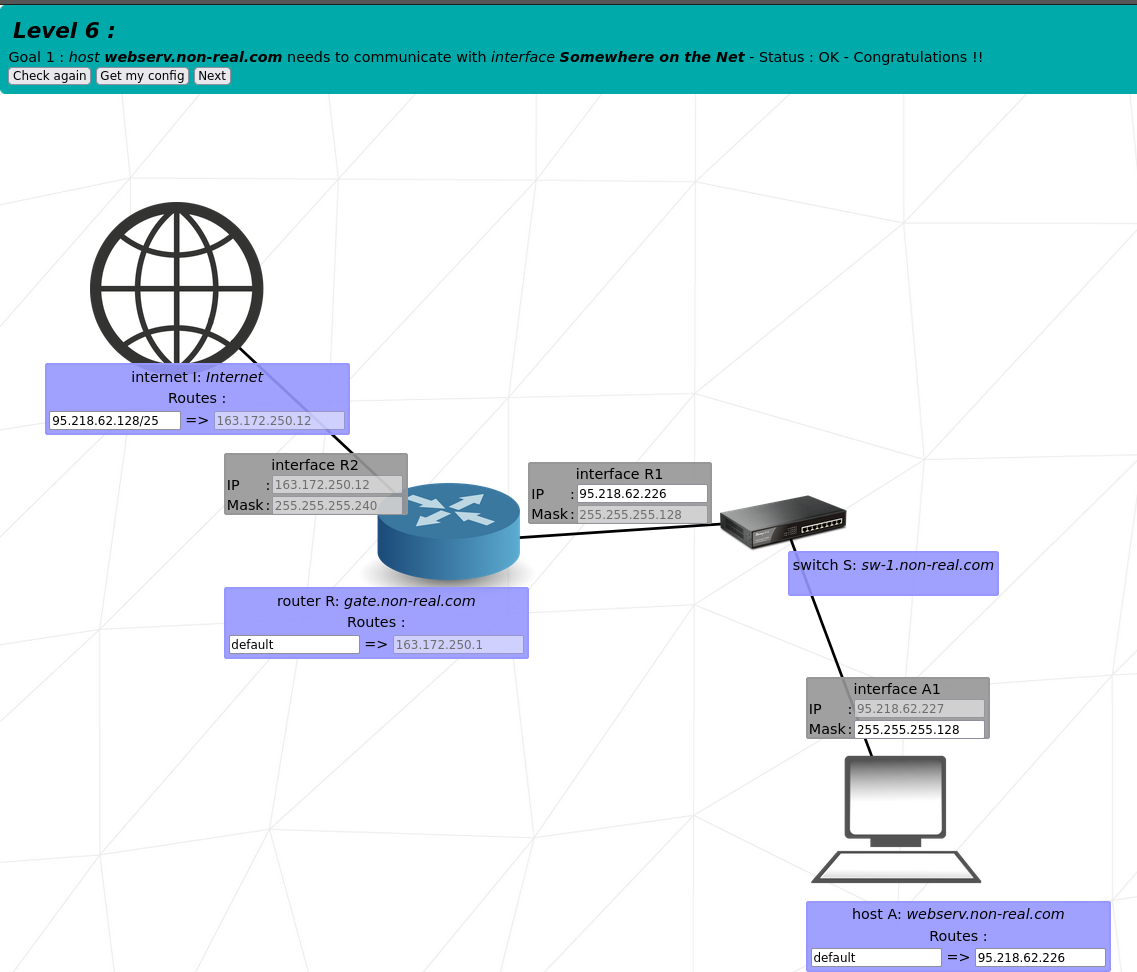 Level 6 :
Goal 1 : host webserv.non-real.com needs to communicate with interface Somewhere on the Net - Status : OK - Congratulations !!
Check again Get my config Next
internet I: Internet
Routes :
95.218.62.128/25 => 163.172.250.12
interface R2
IP : 163.172.250.12
Mask : 255.255.255.240
interface R1
IP : 95.218.62.226
Mask : 255.255.255.128
switch S: sw-1.non-real.com
router R: gate.non-real.com
Routes :
default => 163.172.250.1
interface A1
IP : 95.218.62.227
Mask : 255.255.255.128
host A: webserv.non-real.com
Routes :
default => 95.218.62.226